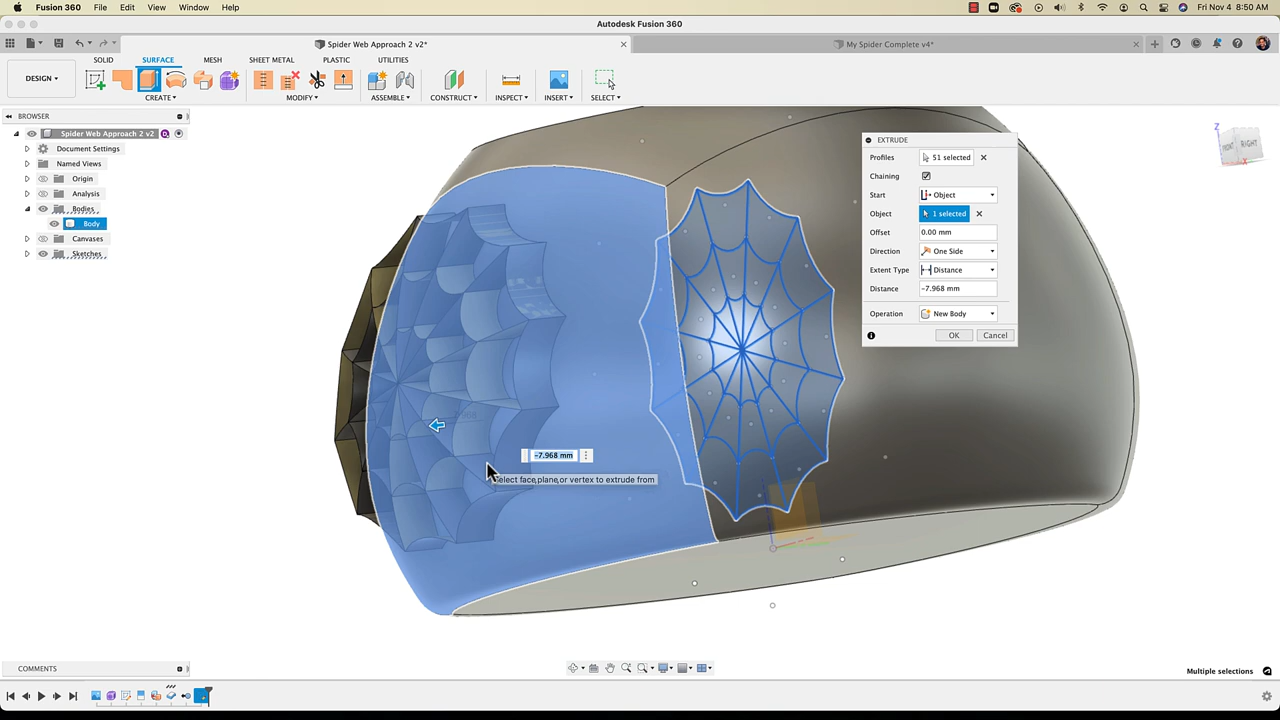 Fusion 360 File Edit View Window Help Fri Nov 4 8:50 AM
Autodesk Fusion 360
Spider Web Approach 2 v2* My Spider Complete v4*
SOLID SURFACE MESH SHEET METAL PLASTIC UTILITIES
DESIGN
CREATE MODIFY ASSEMBLE CONSTRUCT INSPECT INSERT SELECT
BROWSER
Spider Web Approach 2 v2
Document Settings
Named Views
Origin
Analysis
Bodies
Body
Canvases
Sketches
EXTRUDE
Profiles 51 selected
Chaining
Start Object
Object 1 selected
Offset 0.00 mm
Direction One Side
Extent Type Distance
Distance -7.968 mm
Operation New Body
OK Cancel
Z
FRONT RIGHT
X
-7.968 mm
Select face,plane,or vertex to extrude from
COMMENTS
Multiple selections